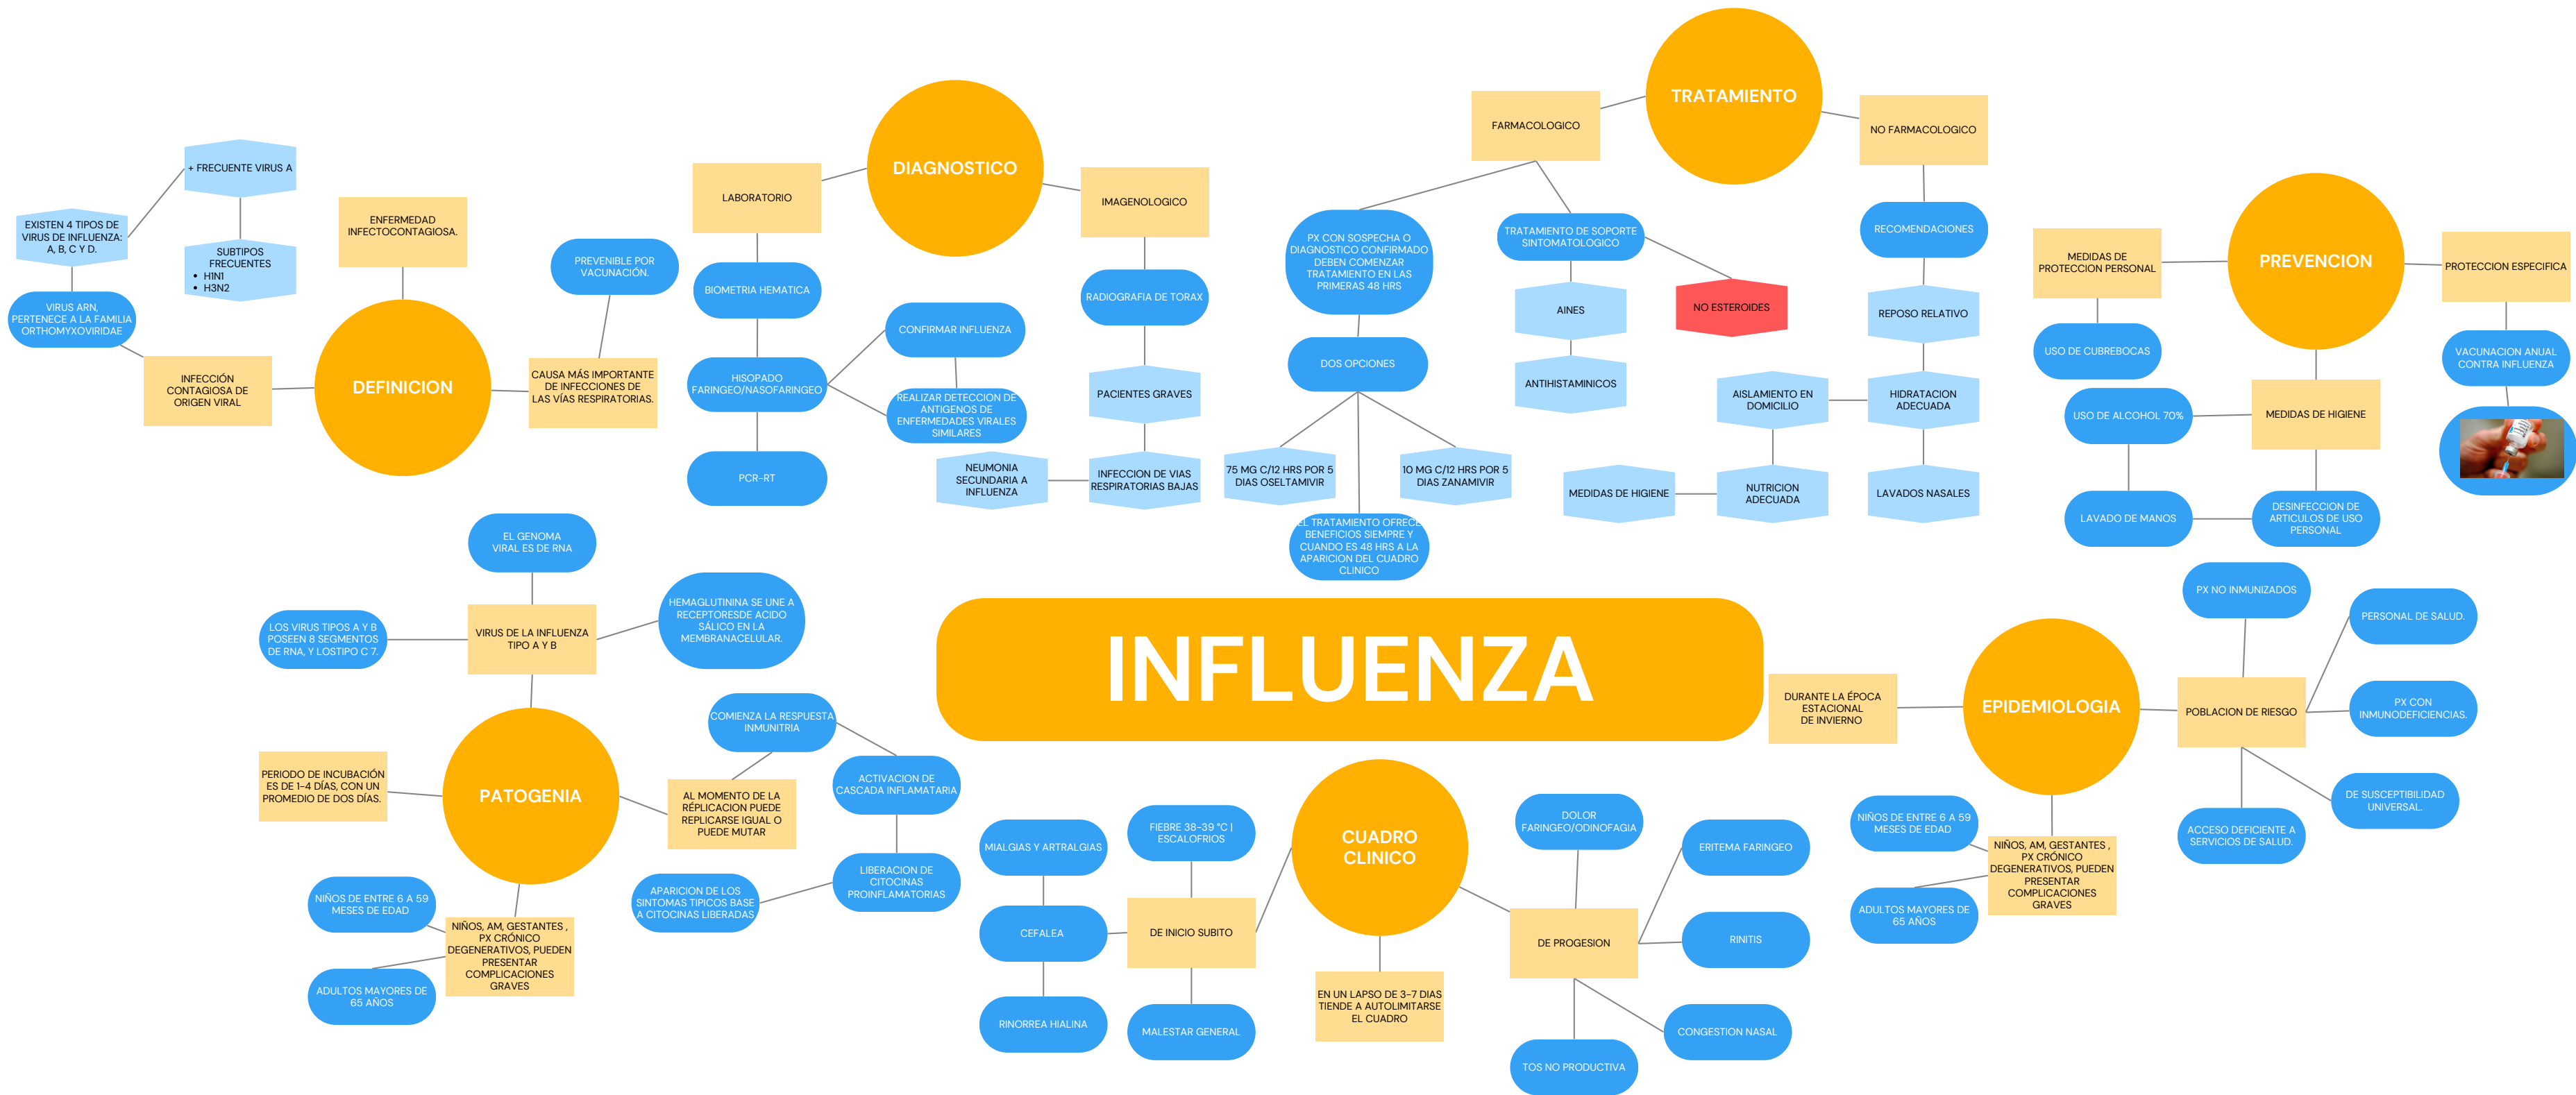 DEFINICION
ENFERMEDAD
INFECTOCONTAGIOSA.
INFECCIÓN
CONTAGIOSA DE
ORIGEN VIRAL
VIRUS ARN,
PERTENECE A LA FAMILIA
ORTHOMYXOVIRIDAE
EXISTEN 4 TIPOS DE
VIRUS DE INFLUENZA:
A, B, C Y D.
+ FRECUENTE VIRUS A
SUBTIPOS
FRECUENTES
• H1N1
• H3N2
CAUSA MÁS IMPORTANTE
DE INFECCIONES DE
LAS VÍAS RESPIRATORIAS.
PREVENIBLE POR
VACUNACIÓN.
DIAGNOSTICO
LABORATORIO
BIOMETRIA HEMATICA
HISOPADO
FARINGEO/NASOFARINGEO
PCR-RT
CONFIRMAR INFLUENZA
REALIZAR DETECCION DE
ANTIGENOS DE
ENFERMEDADES VIRALES
SIMILARES
IMAGENOLOGICO
RADIOGRAFIA DE TORAX
PACIENTES GRAVES
INFECCION DE VIAS
RESPIRATORIAS BAJAS
NEUMONIA
SECUNDARIA A
INFLUENZA
TRATAMIENTO
FARMACOLOGICO
PX CON SOSPECHA O
DIAGNOSTICO CONFIRMADO
DEBEN COMENZAR
TRATAMIENTO EN LAS
PRIMERAS 48 HRS
DOS OPCIONES
75 MG C/12 HRS POR 5
DIAS OSELTAMIVIR
10 MG C/12 HRS POR 5
DIAS ZANAMIVIR
EL TRATAMIENTO OFRECE
BENEFICIOS SIEMPRE Y
CUANDO ES 48 HRS A LA
APARICION DEL CUADRO
CLINICO
TRATAMIENTO DE SOPORTE
SINTOMATOLOGICO
AINES
ANTIHISTAMINICOS
NO ESTEROIDES
NO FARMACOLOGICO
RECOMENDACIONES
REPOSO RELATIVO
HIDRATACION
ADECUADA
LAVADOS NASALES
AISLAMIENTO EN
DOMICILIO
NUTRICION
ADECUADA
MEDIDAS DE HIGIENE
PREVENCION
MEDIDAS DE
PROTECCION PERSONAL
USO DE CUBREBOCAS
MEDIDAS DE HIGIENE
USO DE ALCOHOL 70%
LAVADO DE MANOS
DESINFECCION DE
ARTICULOS DE USO
PERSONAL
PROTECCION ESPECIFICA
VACUNACION ANUAL
CONTRA INFLUENZA
INFLUENZA
PATOGENIA
VIRUS DE LA INFLUENZA
TIPO A Y B
EL GENOMA
VIRAL ES DE RNA
LOS VIRUS TIPOS A Y B
POSEEN 8 SEGMENTOS
DE RNA, Y LOSTIPO C 7.
HEMAGLUTININA SE UNE A
RECEPTORESDE ACIDO
SÁLICO EN LA
MEMBRANACELULAR.
PERIODO DE INCUBACIÓN
ES DE 1-4 DÍAS, CON UN
PROMEDIO DE DOS DÍAS.
AL MOMENTO DE LA
RÉPLICACION PUEDE
REPLICARSE IGUAL O
PUEDE MUTAR
COMIENZA LA RESPUESTA
INMUNITRIA
ACTIVACION DE
CASCADA INFLAMATARIA
LIBERACION DE
CITOCINAS
PROINFLAMATORIAS
APARICION DE LOS
SINTOMAS TIPICOS BASE
A CITOCINAS LIBERADAS
NIÑOS, AM, GESTANTES ,
PX CRÓNICO
DEGENERATIVOS, PUEDEN
PRESENTAR
COMPLICACIONES
GRAVES
NIÑOS DE ENTRE 6 A 59
MESES DE EDAD
ADULTOS MAYORES DE
65 AÑOS
CUADRO
CLINICO
DE INICIO SUBITO
FIEBRE 38-39 °C |
ESCALOFRIOS
MIALGIAS Y ARTRALGIAS
CEFALEA
RINORREA HIALINA
MALESTAR GENERAL
EN UN LAPSO DE 3-7 DIAS
TIENDE A AUTOLIMITARSE
EL CUADRO
DE PROGESION
DOLOR
FARINGEO/ODINOFAGIA
ERITEMA FARINGEO
RINITIS
CONGESTION NASAL
TOS NO PRODUCTIVA
EPIDEMIOLOGIA
DURANTE LA ÉPOCA
ESTACIONAL
DE INVIERNO
POBLACION DE RIESGO
PX NO INMUNIZADOS
PERSONAL DE SALUD.
PX CON
INMUNODEFICIENCIAS.
DE SUSCEPTIBILIDAD
UNIVERSAL.
ACCESO DEFICIENTE A
SERVICIOS DE SALUD.
NIÑOS, AM, GESTANTES ,
PX CRÓNICO
DEGENERATIVOS, PUEDEN
PRESENTAR
COMPLICACIONES
GRAVES
NIÑOS DE ENTRE 6 A 59
MESES DE EDAD
ADULTOS MAYORES DE
65 AÑOS